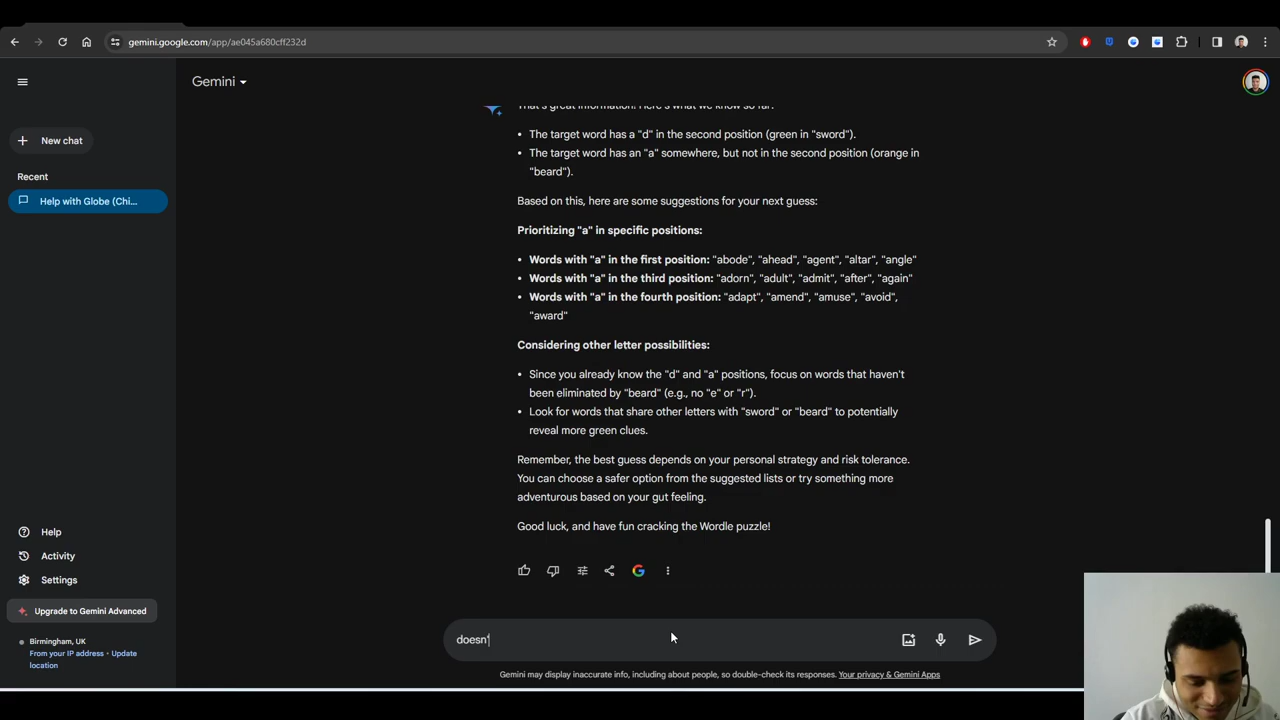 gemini.google.com/app/ae045a680cff232d
Gemini
New chat
Recent
Help with Globe (Chi...
That's great information! Here's what we know so far:
• The target word has a "d" in the second position (green in "sword").
• The target word has an "a" somewhere, but not in the second position (orange in
"beard").
Based on this, here are some suggestions for your next guess:
Prioritizing "a" in specific positions:
• Words with "a" in the first position: "abode", "ahead", "agent", "altar", "angle"
• Words with "a" in the third position: "adorn", "adult", "admit", "after", "again"
• Words with "a" in the fourth position: "adapt", "amend", "amuse", "avoid",
"award"
Considering other letter possibilities:
• Since you already know the "d" and "a" positions, focus on words that haven't
been eliminated by "beard" (e.g., no "e" or "r").
• Look for words that share other letters with "sword" or "beard" to potentially
reveal more green clues.
Remember, the best guess depends on your personal strategy and risk tolerance.
You can choose a safer option from the suggested lists or try something more
adventurous based on your gut feeling.
Good luck, and have fun cracking the Wordle puzzle!
Help
Activity
Settings
Upgrade to Gemini Advanced
Birmingham, UK
From your IP address • Update
location
doesn'
Gemini may display inaccurate info, including about people, so double-check its responses. Your privacy & Gemini Apps